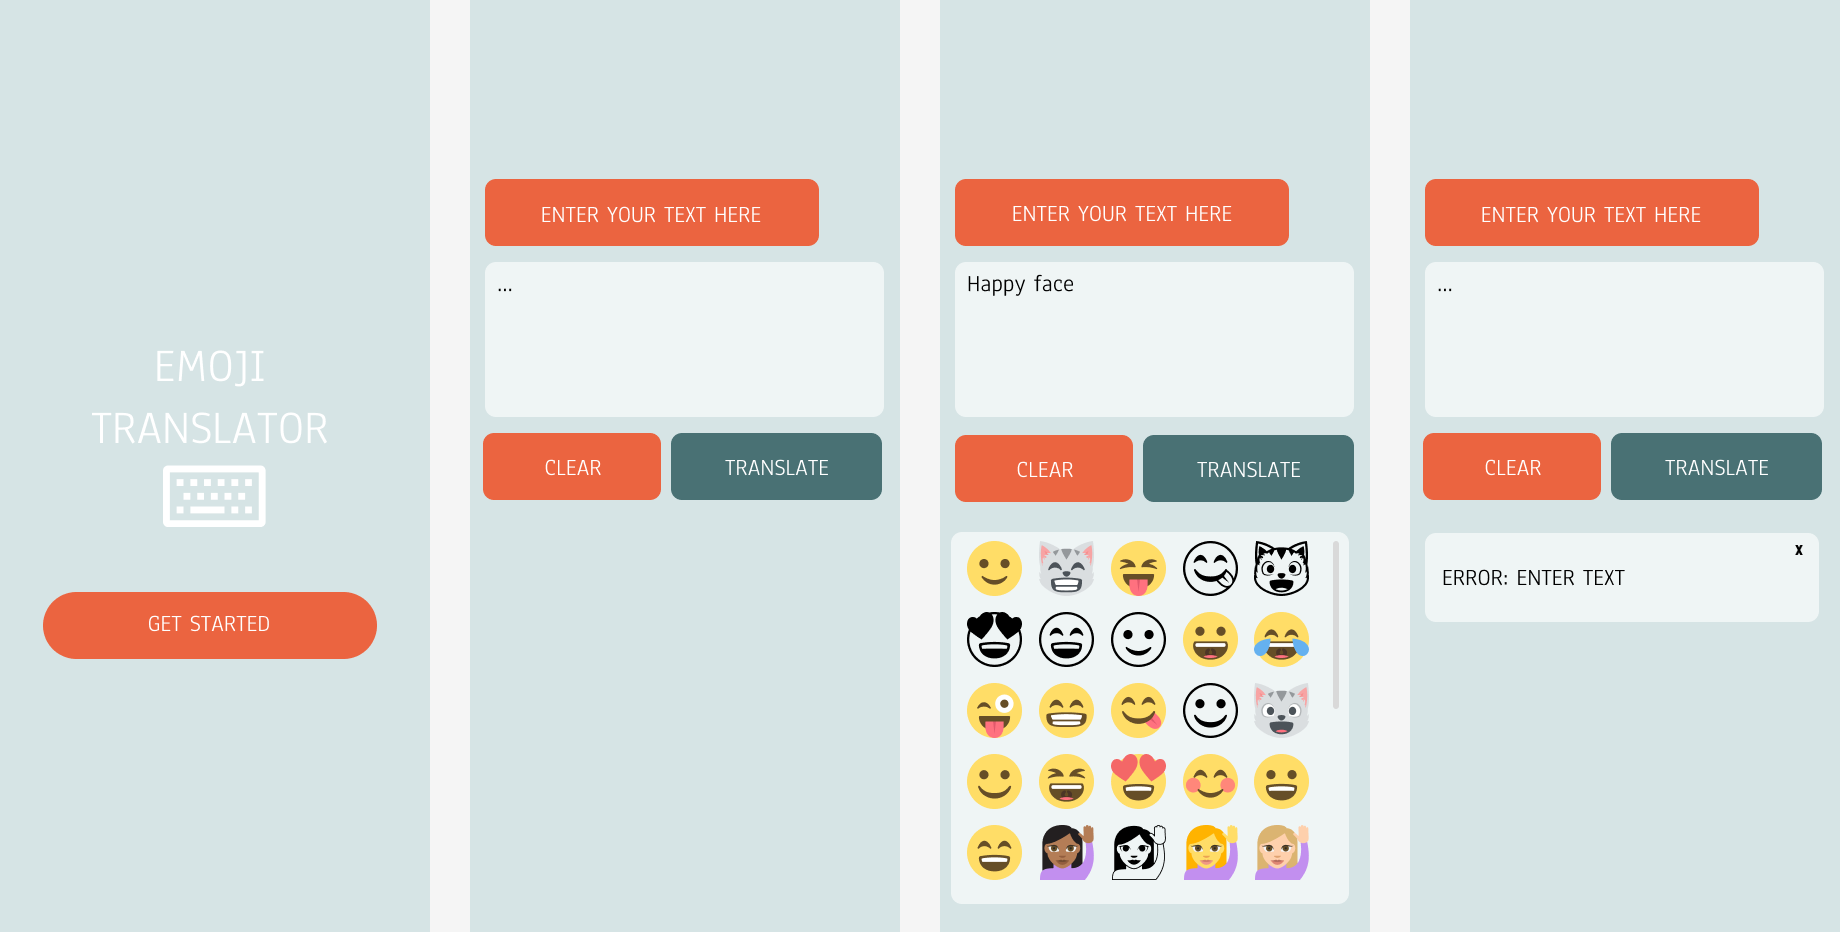 EMOJI
TRANSLATOR
GET STARTED
ENTER YOUR TEXT HERE
...
CLEAR
TRANSLATE
ENTER YOUR TEXT HERE
Happy face
CLEAR
TRANSLATE
ENTER YOUR TEXT HERE
...
CLEAR
TRANSLATE
x
ERROR: ENTER TEXT